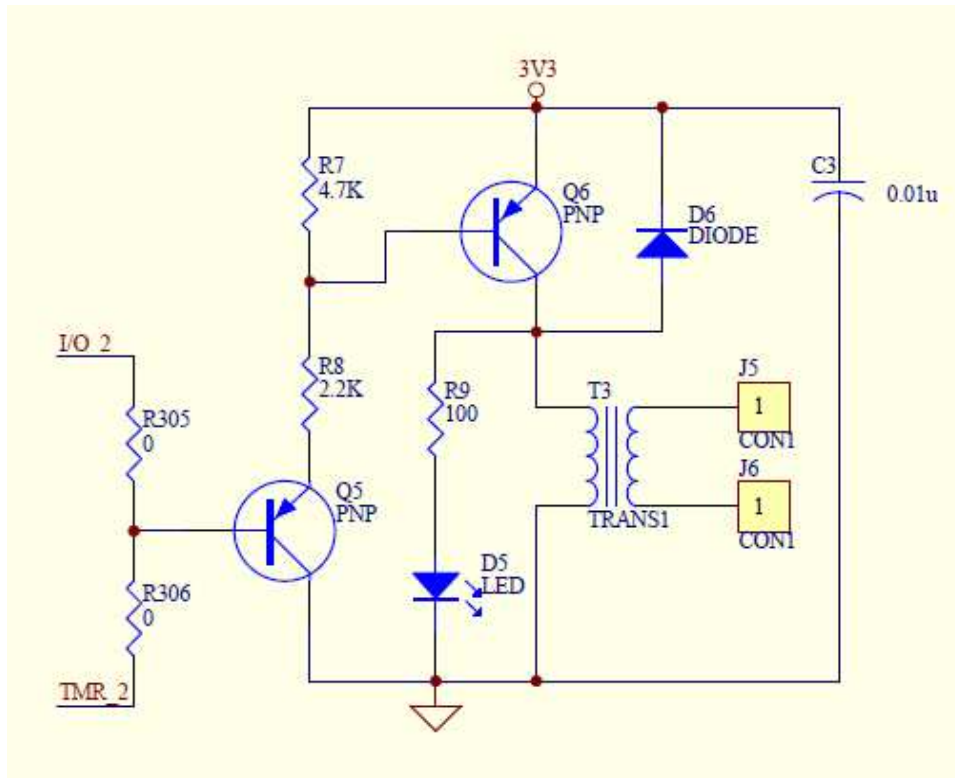 3V3
R7
4.7K
Q6
PNP
D6
DIODE
C3
0.01u
I/O_2
R305
0
R8
2.2K
R9
100
T3
TRANS1
J5
1
CON1
J6
1
CON1
Q5
PNP
D5
LED
R306
0
TMR_2